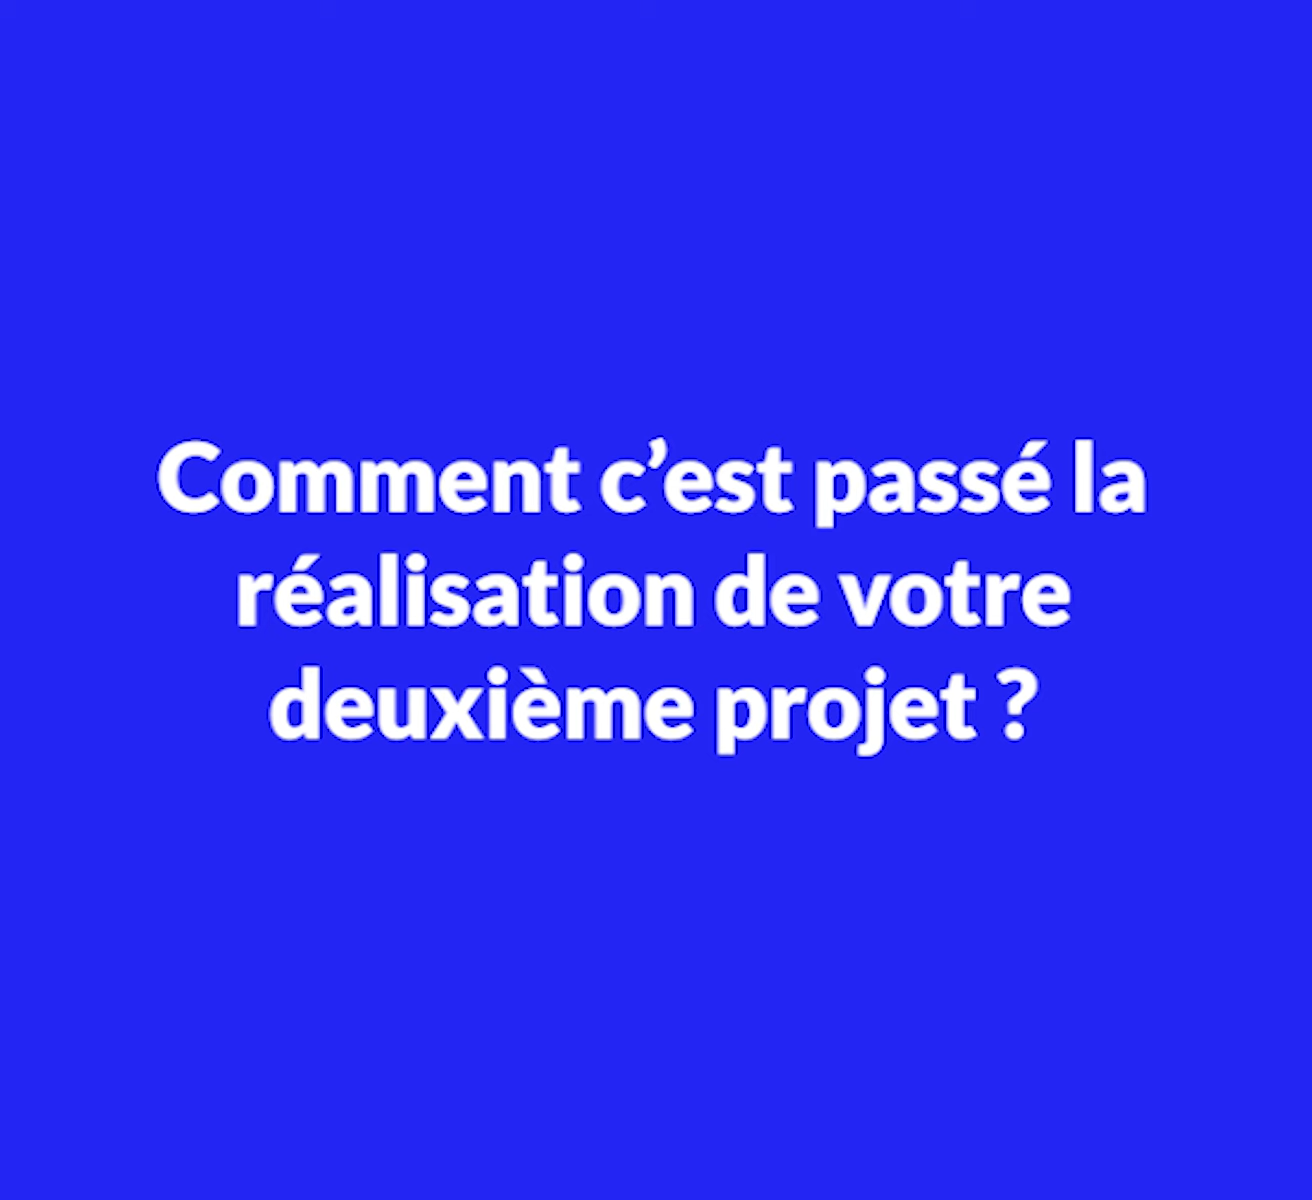 Comment c’est passé la
réalisation de votre
deuxième projet ?